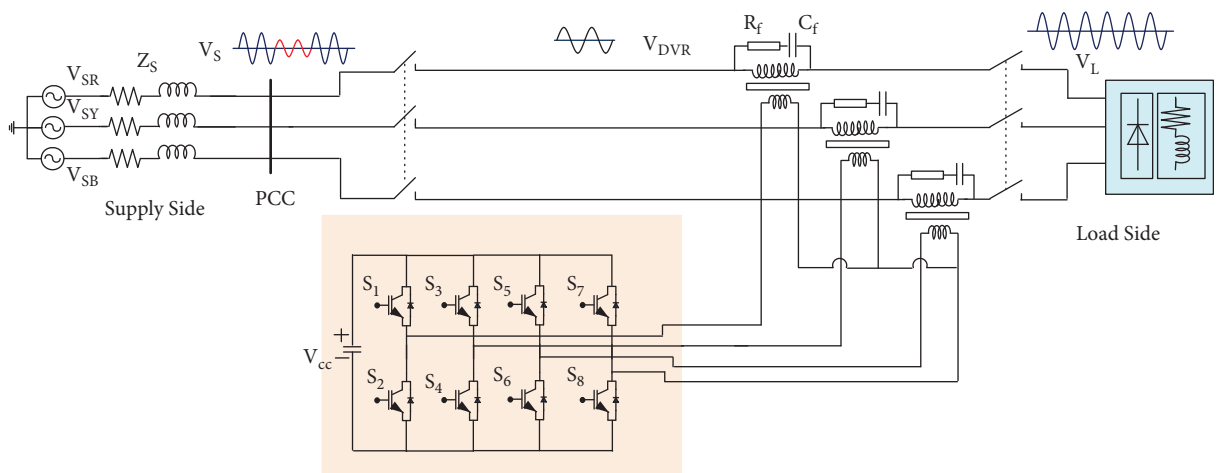 V_S
V_DVR
R_f
C_f
V_L
Z_S
V_SR
V_SY
V_SB
Supply Side
PCC
Load Side
S_1
S_3
S_5
S_7
+
V_cc
−
S_2
S_4
S_6
S_8